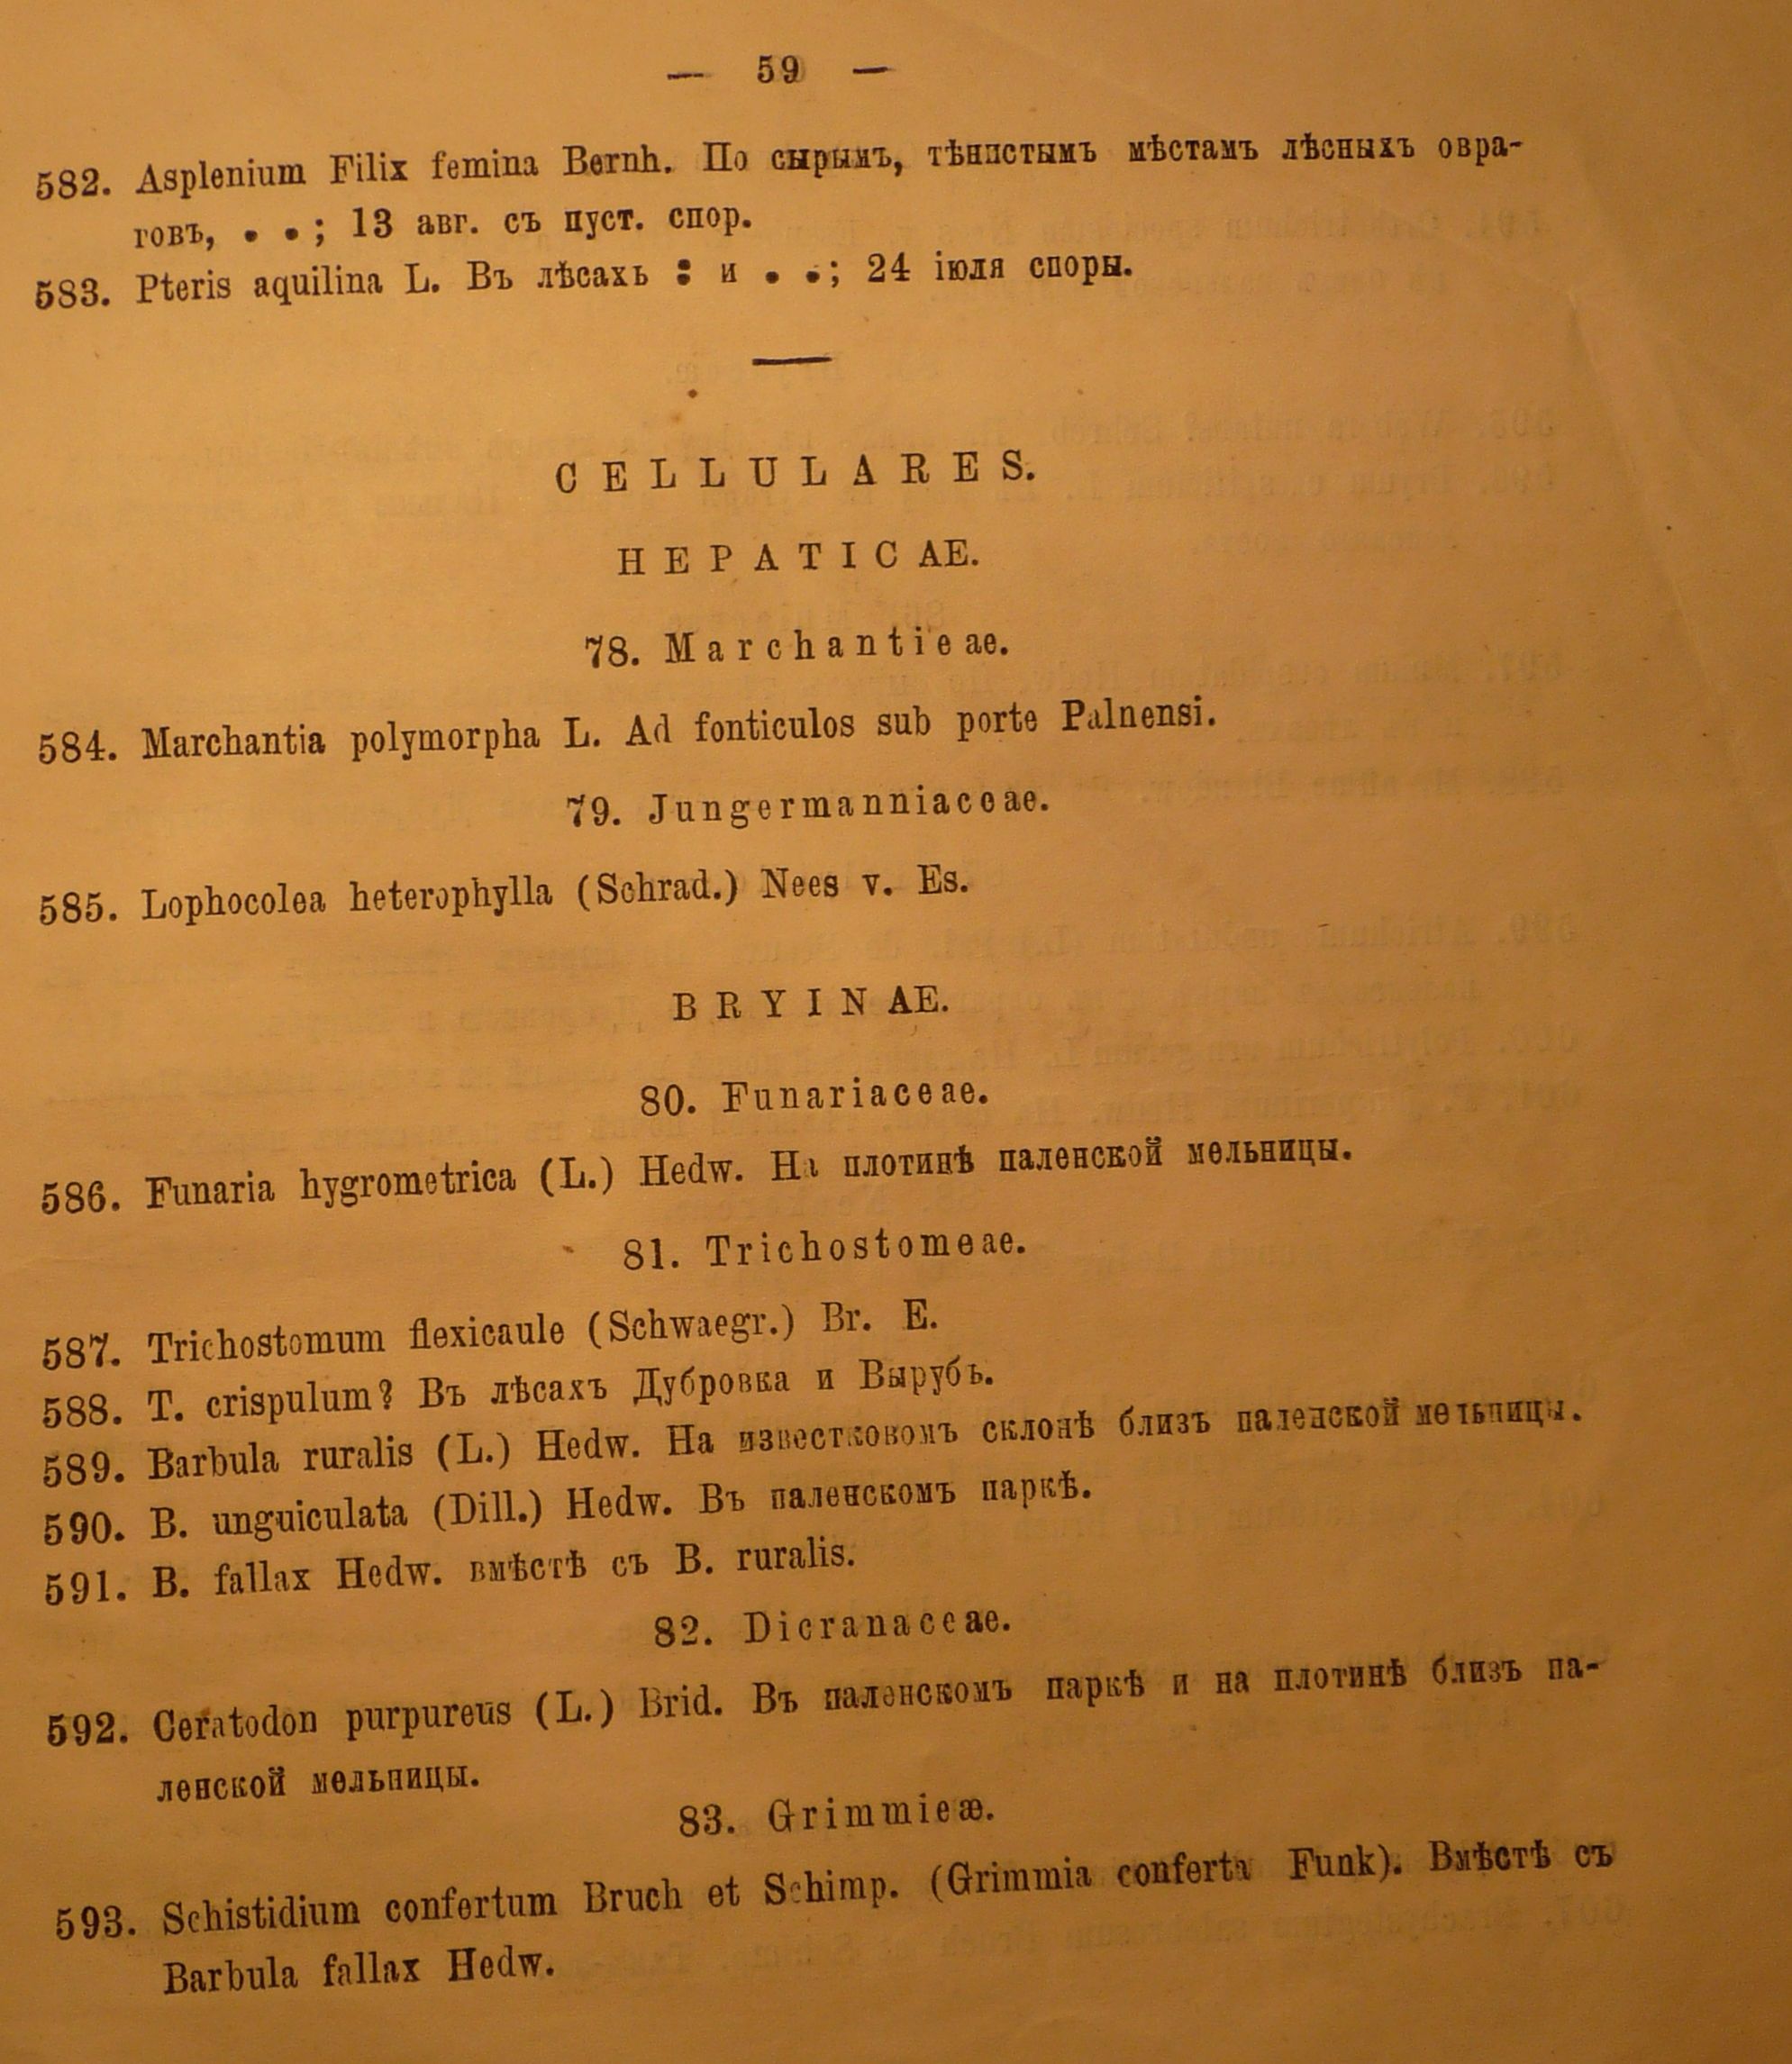 — 59 —
582. Asplenium Filix femina Bernh. По сырымъ, тѣнистымъ мѣстамъ лѣсныхъ овра-
говъ, • •; 13 авг. съ пуст. спор.
583. Pteris aquilina L. Въ лѣсахъ : и • •; 24 іюля споры.
CELLULARES.
HEPATICAE.
78. Marchantieae.
584. Marchantia polymorpha L. Ad fonticulos sub porte Palnensi.
79. Jungermanniaceae.
585. Lophocolea heterophylla (Schrad.) Nees v. Es.
BRYINAE.
80. Funariaceae.
586. Funaria hygrometrica (L.) Hedw. На плотинѣ паленской мельницы.
81. Trichostomeae.
587. Trichostomum flexicaule (Schwaegr.) Br. E.
588. T. crispulum? Въ лѣсахъ Дубровка и Вырубъ.
589. Barbula ruralis (L.) Hedw. На известковомъ склонѣ близъ паленской мельницы.
590. B. unguiculata (Dill.) Hedw. Въ паленскомъ паркѣ.
591. B. fallax Hedw. вмѣстѣ съ B. ruralis.
82. Dicranaceae.
592. Ceratodon purpureus (L.) Brid. Въ паленскомъ паркѣ и на плотинѣ близъ па-
ленской мельницы.
83. Grimmieæ.
593. Schistidium confertum Bruch et Schimp. (Grimmia conferta Funk). Вмѣстѣ съ
Barbula fallax Hedw.